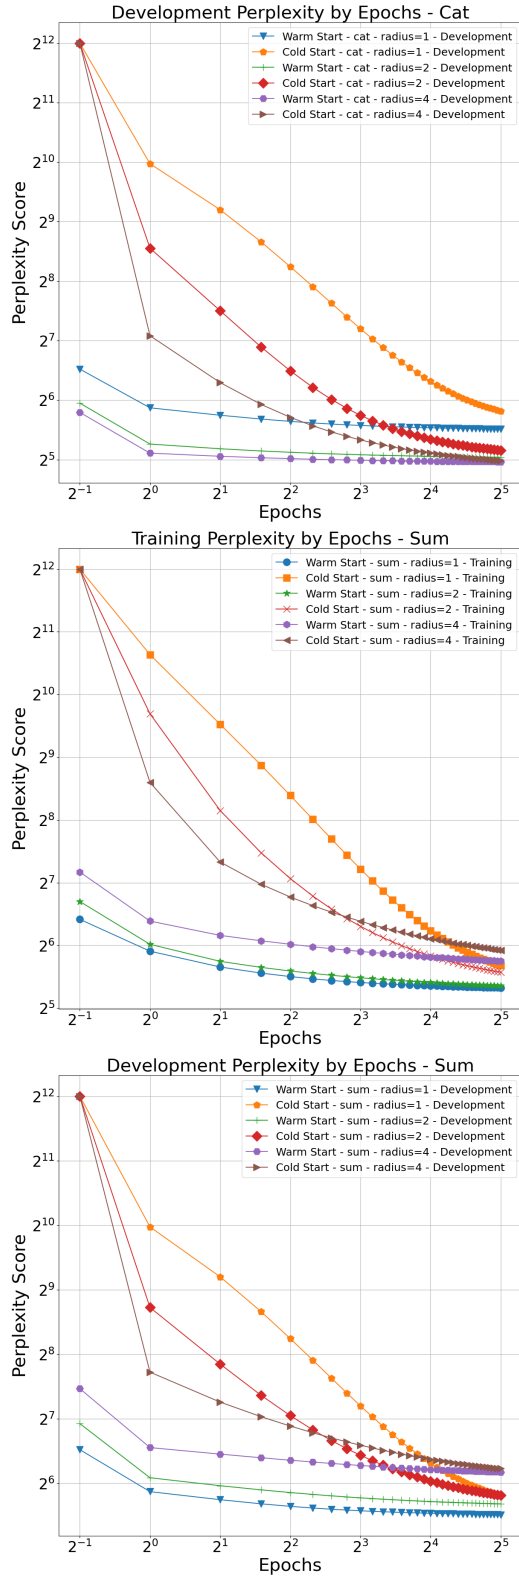 Development Perplexity by Epochs - Cat
Warm Start - cat - radius=1 - Development
Cold Start - cat - radius=1 - Development
Warm Start - cat - radius=2 - Development
Cold Start - cat - radius=2 - Development
Warm Start - cat - radius=4 - Development
Cold Start - cat - radius=4 - Development
Perplexity Score
2^12
2^11
2^10
2^9
2^8
2^7
2^6
2^5
2^−1 2^0 2^1 2^2 2^3 2^4 2^5
Epochs
Training Perplexity by Epochs - Sum
Warm Start - sum - radius=1 - Training
Cold Start - sum - radius=1 - Training
Warm Start - sum - radius=2 - Training
Cold Start - sum - radius=2 - Training
Warm Start - sum - radius=4 - Training
Cold Start - sum - radius=4 - Training
Perplexity Score
2^12
2^11
2^10
2^9
2^8
2^7
2^6
2^5
2^−1 2^0 2^1 2^2 2^3 2^4 2^5
Epochs
Development Perplexity by Epochs - Sum
Warm Start - sum - radius=1 - Development
Cold Start - sum - radius=1 - Development
Warm Start - sum - radius=2 - Development
Cold Start - sum - radius=2 - Development
Warm Start - sum - radius=4 - Development
Cold Start - sum - radius=4 - Development
Perplexity Score
2^12
2^11
2^10
2^9
2^8
2^7
2^6
2^−1 2^0 2^1 2^2 2^3 2^4 2^5
Epochs